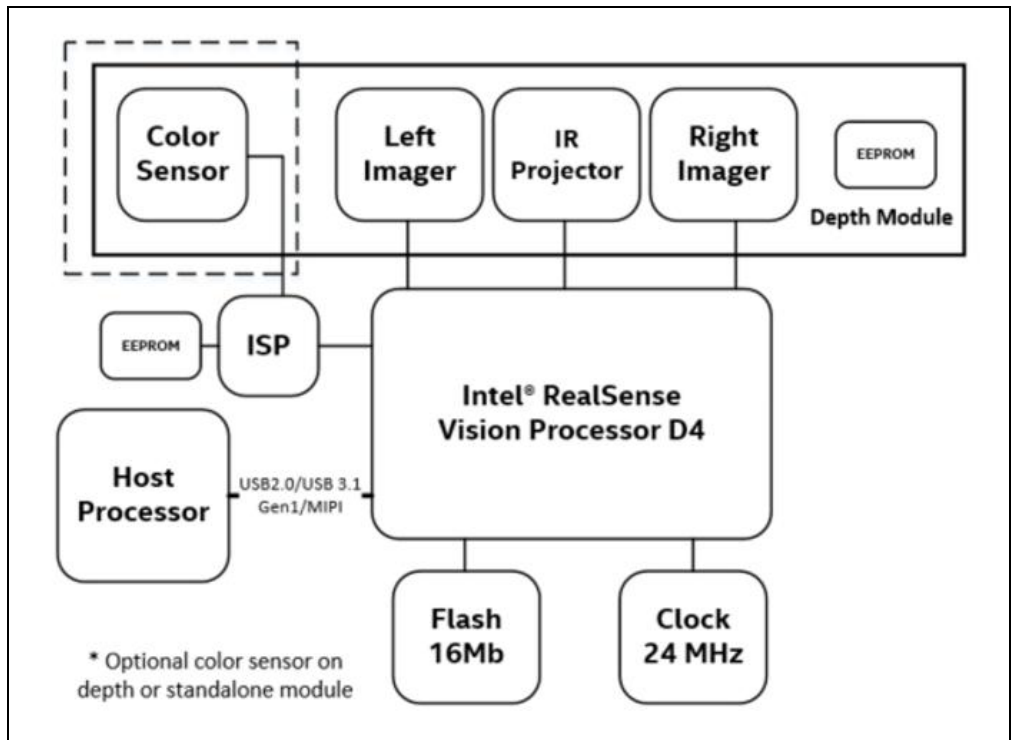 Color
Sensor
Left
Imager
IR
Projector
Right
Imager
EEPROM
Depth Module
EEPROM
ISP
Intel® RealSense
Vision Processor D4
Host
Processor
USB2.0/USB 3.1
Gen1/MIPI
Flash
16Mb
Clock
24 MHz
* Optional color sensor on
depth or standalone module